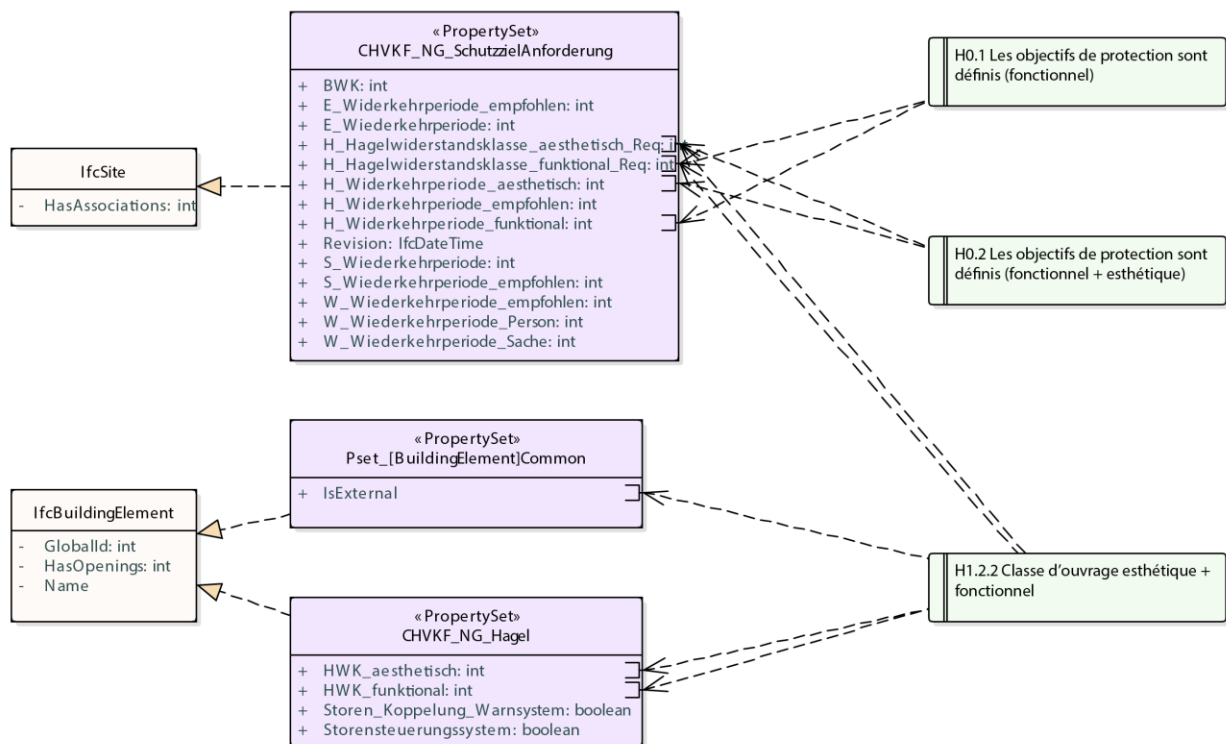 «PropertySet»
CHVKF_NG_SchutzzielAnforderung
+ BWK: int
+ E_Widerkehrperiode_empfohlen: int
+ E_Wiederkehrperiode: int
+ H_Hagelwiderstandsklasse_aesthetisch_Req: int
+ H_Hagelwiderstandsklasse_funktional_Req: int
+ H_Widerkehrperiode_aesthetisch: int
+ H_Widerkehrperiode_empfohlen: int
+ H_Widerkehrperiode_funktional: int
+ Revision: IfcDateTime
+ S_Wiederkehrperiode: int
+ S_Wiederkehrperiode_empfohlen: int
+ W_Wiederkehrperiode_empfohlen: int
+ W_Wiederkehrperiode_Person: int
+ W_Wiederkehrperiode_Sache: int
IfcSite
- HasAssociations: int
H0.1 Les objectifs de protection sont
définis (fonctionnel)
H0.2 Les objectifs de protection sont
définis (fonctionnel + esthétique)
«PropertySet»
Pset_[BuildingElement]Common
+ IsExternal
IfcBuildingElement
- GlobalId: int
- HasOpenings: int
- Name
H1.2.2 Classe d'ouvrage esthétique +
fonctionnel
«PropertySet»
CHVKF_NG_Hagel
+ HWK_aesthetisch: int
+ HWK_funktional: int
+ Storen_Koppelung_Warnsystem: boolean
+ Storensteuerungssystem: boolean